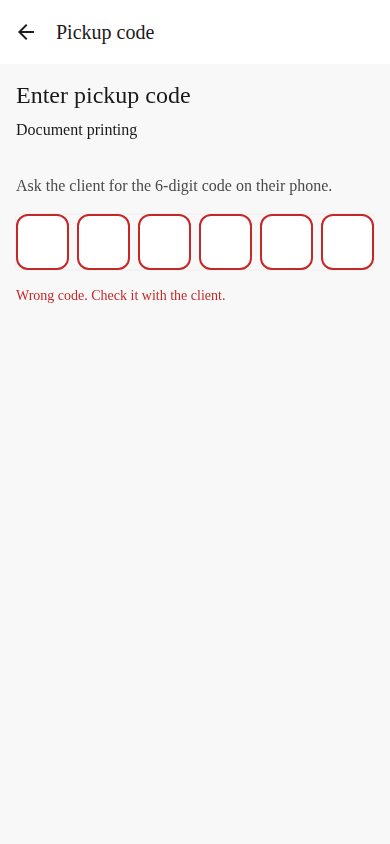 Pickup code
Enter pickup code
Document printing
Ask the client for the 6-digit code on their phone.
Wrong code. Check it with the client.